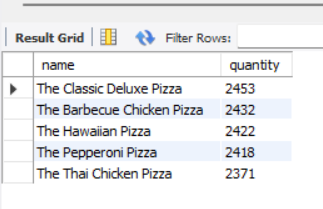 Result Grid Filter Rows:
name quantity
The Classic Deluxe Pizza 2453
The Barbecue Chicken Pizza 2432
The Hawaiian Pizza 2422
The Pepperoni Pizza 2418
The Thai Chicken Pizza 2371